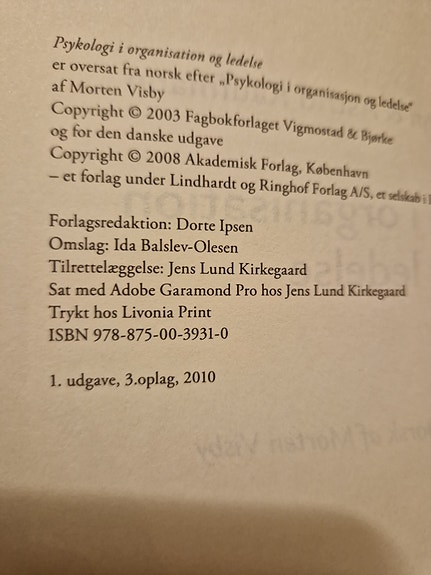 Psykologi i organisation og ledelse
er oversat fra norsk efter „Psykologi i organisasjon og ledelse“
af Morten Visby
Copyright © 2003 Fagbokforlaget Vigmostad & Bjørke
og for den danske udgave
Copyright © 2008 Akademisk Forlag, København
– et forlag under Lindhardt og Ringhof Forlag A/S, et selskab i
Forlagsredaktion: Dorte Ipsen
Omslag: Ida Balslev-Olesen
Tilrettelæggelse: Jens Lund Kirkegaard
Sat med Adobe Garamond Pro hos Jens Lund Kirkegaard
Trykt hos Livonia Print
ISBN 978-875-00-3931-0
1. udgave, 3.oplag, 2010